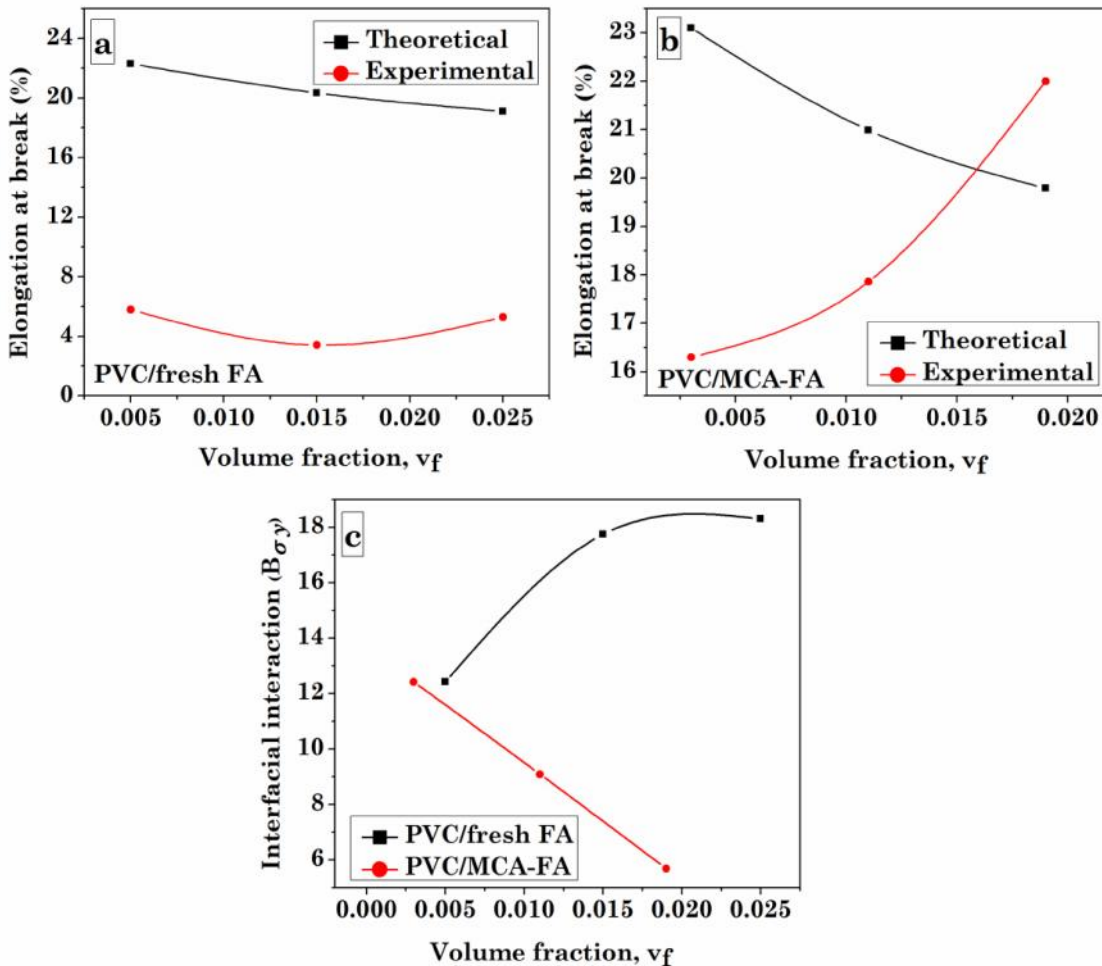 a
Theoretical
Experimental
Elongation at break (%)
24
20
16
12
8
4
0
PVC/fresh FA
0.005 0.010 0.015 0.020 0.025
Volume fraction, vf
b
Elongation at break (%)
23
22
21
20
19
18
17
16
Theoretical
Experimental
PVC/MCA-FA
0.005 0.010 0.015 0.020
Volume fraction, vf
c
Interfacial interaction (Bσy)
18
16
14
12
10
8
6
PVC/fresh FA
PVC/MCA-FA
0.000 0.005 0.010 0.015 0.020 0.025
Volume fraction, vf